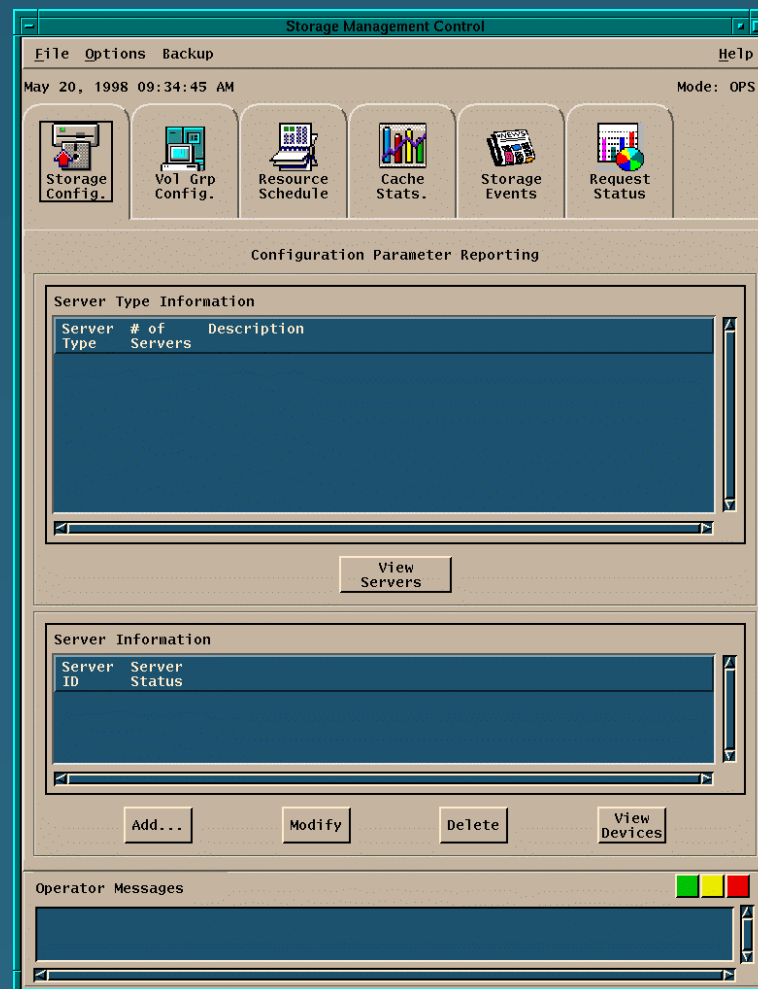 Storage Management Control
File Options Backup Help
May 20, 1998 09:34:45 AM Mode: OPS
Storage Config.
Vol Grp Config.
Resource Schedule
NEWS
Cache Stats.
Storage Events
Request Status
Configuration Parameter Reporting
Server Type Information
Server # of Description
Type Servers
View
Servers
Server Information
Server Server
ID Status
Add... Modify Delete View
Devices
Operator Messages